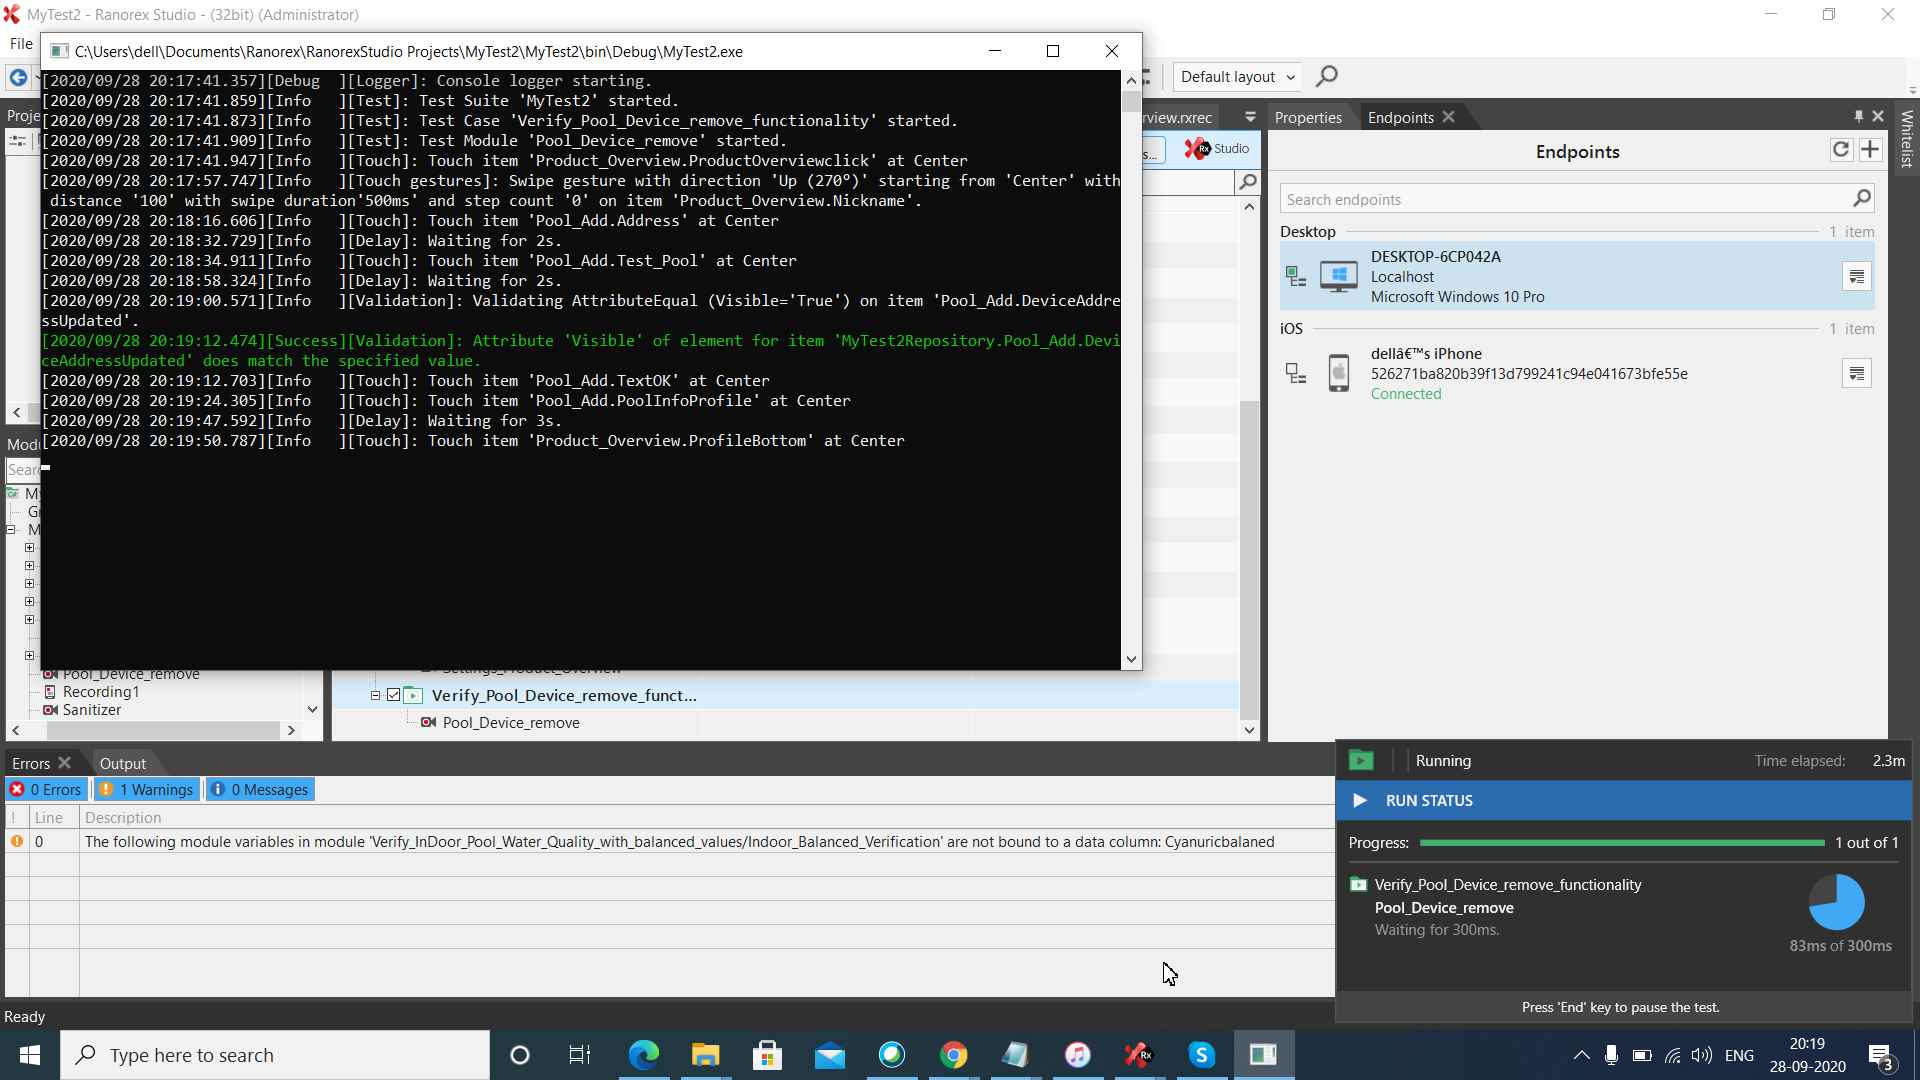 MyTest2 - Ranorex Studio - (32bit) (Administrator)
File
C:\Users\dell\Documents\Ranorex\RanorexStudio Projects\MyTest2\MyTest2\bin\Debug\MyTest2.exe
[2020/09/28 20:17:41.357][Debug  ][Logger]: Console logger starting.
[2020/09/28 20:17:41.859][Info   ][Test]: Test Suite 'MyTest2' started.
[2020/09/28 20:17:41.873][Info   ][Test]: Test Case 'Verify_Pool_Device_remove_functionality' started.
[2020/09/28 20:17:41.909][Info   ][Test]: Test Module 'Pool_Device_remove' started.
[2020/09/28 20:17:41.947][Info   ][Touch]: Touch item 'Product_Overview.ProductOverviewclick' at Center
[2020/09/28 20:17:57.747][Info   ][Touch gestures]: Swipe gesture with direction 'Up (270º)' starting from 'Center' with
distance '100' with swipe duration'500ms' and step count '0' on item 'Product_Overview.Nickname'.
[2020/09/28 20:18:16.606][Info   ][Touch]: Touch item 'Pool_Add.Address' at Center
[2020/09/28 20:18:32.729][Info   ][Delay]: Waiting for 2s.
[2020/09/28 20:18:34.911][Info   ][Touch]: Touch item 'Pool_Add.Test_Pool' at Center
[2020/09/28 20:18:58.324][Info   ][Delay]: Waiting for 2s.
[2020/09/28 20:19:00.571][Info   ][Validation]: Validating AttributeEqual (Visible='True') on item 'Pool_Add.DeviceAddre
ssUpdated'.
[2020/09/28 20:19:12.474][Success][Validation]: Attribute 'Visible' of element for item 'MyTest2Repository.Pool_Add.Devi
ceAddressUpdated' does match the specified value.
[2020/09/28 20:19:12.703][Info   ][Touch]: Touch item 'Pool_Add.TextOK' at Center
[2020/09/28 20:19:24.305][Info   ][Touch]: Touch item 'Pool_Add.PoolInfoProfile' at Center
[2020/09/28 20:19:47.592][Info   ][Delay]: Waiting for 3s.
[2020/09/28 20:19:50.787][Info   ][Touch]: Touch item 'Product_Overview.ProfileBottom' at Center
Default layout
Proje
rview.rxrec
Properties
Endpoints
Whitelist
s...
Rx Studio
Endpoints
Search endpoints
Desktop
1 item
DESKTOP-6CP042A
Localhost
Microsoft Windows 10 Pro
iOS
1 item
dellâ€™s iPhone
526271ba820b39f13d799241c94e041673bfe55e
Connected
Modu
Sear
My
G
M
Pool_Device_remove
Recording1
Sanitizer
Verify_Pool_Device_remove_funct...
Pool_Device_remove
Errors
Output
0 Errors
1 Warnings
0 Messages
!
Line
Description
0
The following module variables in module 'Verify_InDoor_Pool_Water_Quality_with_balanced_values/Indoor_Balanced_Verification' are not bound to a data column: Cyanuricbalaned
Running
Time elapsed:
2.3m
RUN STATUS
Progress:
1 out of 1
Verify_Pool_Device_remove_functionality
Pool_Device_remove
Waiting for 300ms.
83ms of 300ms
Press 'End' key to pause the test.
Ready
Type here to search
Rx
ENG
20:19
28-09-2020
3